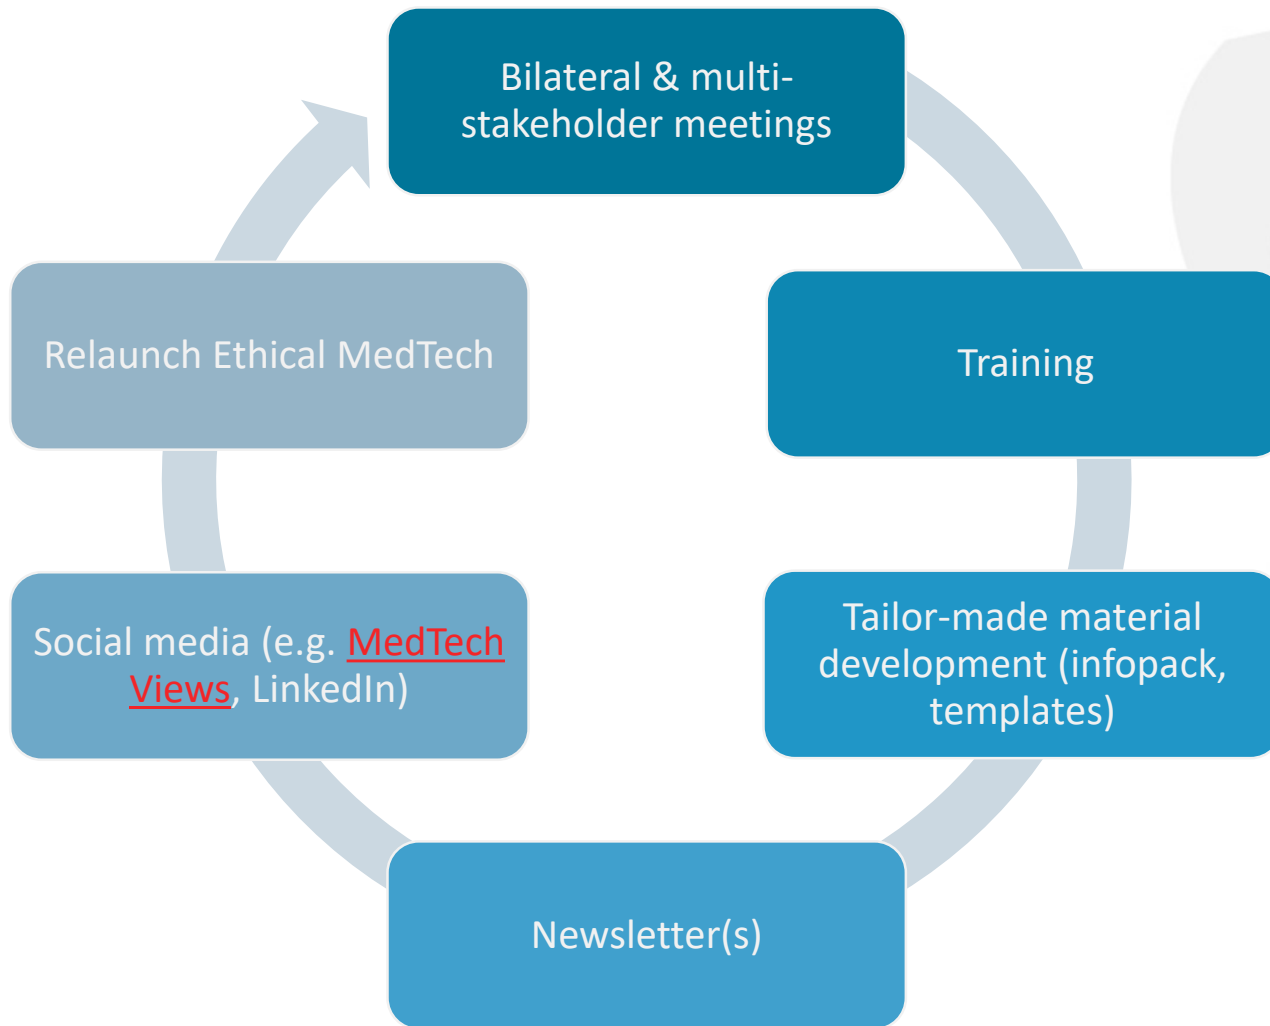 Bilateral & multi-
stakeholder meetings
Training
Tailor-made material
development (infopack,
templates)
Newsletter(s)
Social media (e.g. MedTech
Views, LinkedIn)
Relaunch Ethical MedTech